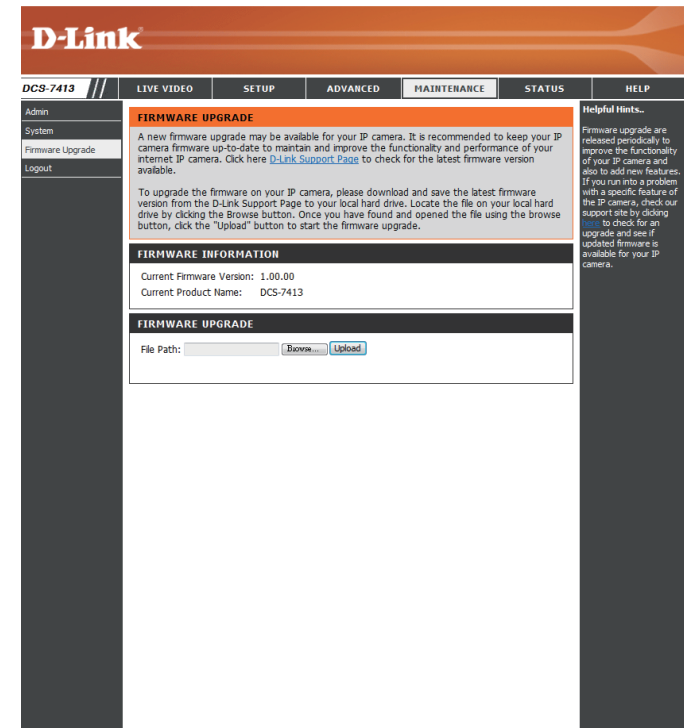 D-Link
DCS-7413
LIVE VIDEO
SETUP
ADVANCED
MAINTENANCE
STATUS
HELP
Admin
System
Firmware Upgrade
Logout
FIRMWARE UPGRADE
A new firmware upgrade may be available for your IP camera. It is recommended to keep your IP
camera firmware up-to-date to maintain and improve the functionality and performance of your
internet IP camera. Click here D-Link Support Page to check for the latest firmware version
available.
To upgrade the firmware on your IP camera, please download and save the latest firmware
version from the D-Link Support Page to your local hard drive. Locate the file on your local hard
drive by clicking the Browse button. Once you have found and opened the file using the browse
button, click the "Upload" button to start the firmware upgrade.
FIRMWARE INFORMATION
Current Firmware Version: 1.00.00
Current Product Name: DCS-7413
FIRMWARE UPGRADE
File Path:
Browse...
Upload
Helpful Hints..
Firmware upgrade are
released periodically to
improve the functionality
of your IP camera and
also to add new features.
If you run into a problem
with a specific feature of
the IP camera, check our
support site by clicking
here to check for an
upgrade and see if
updated firmware is
available for your IP
camera.